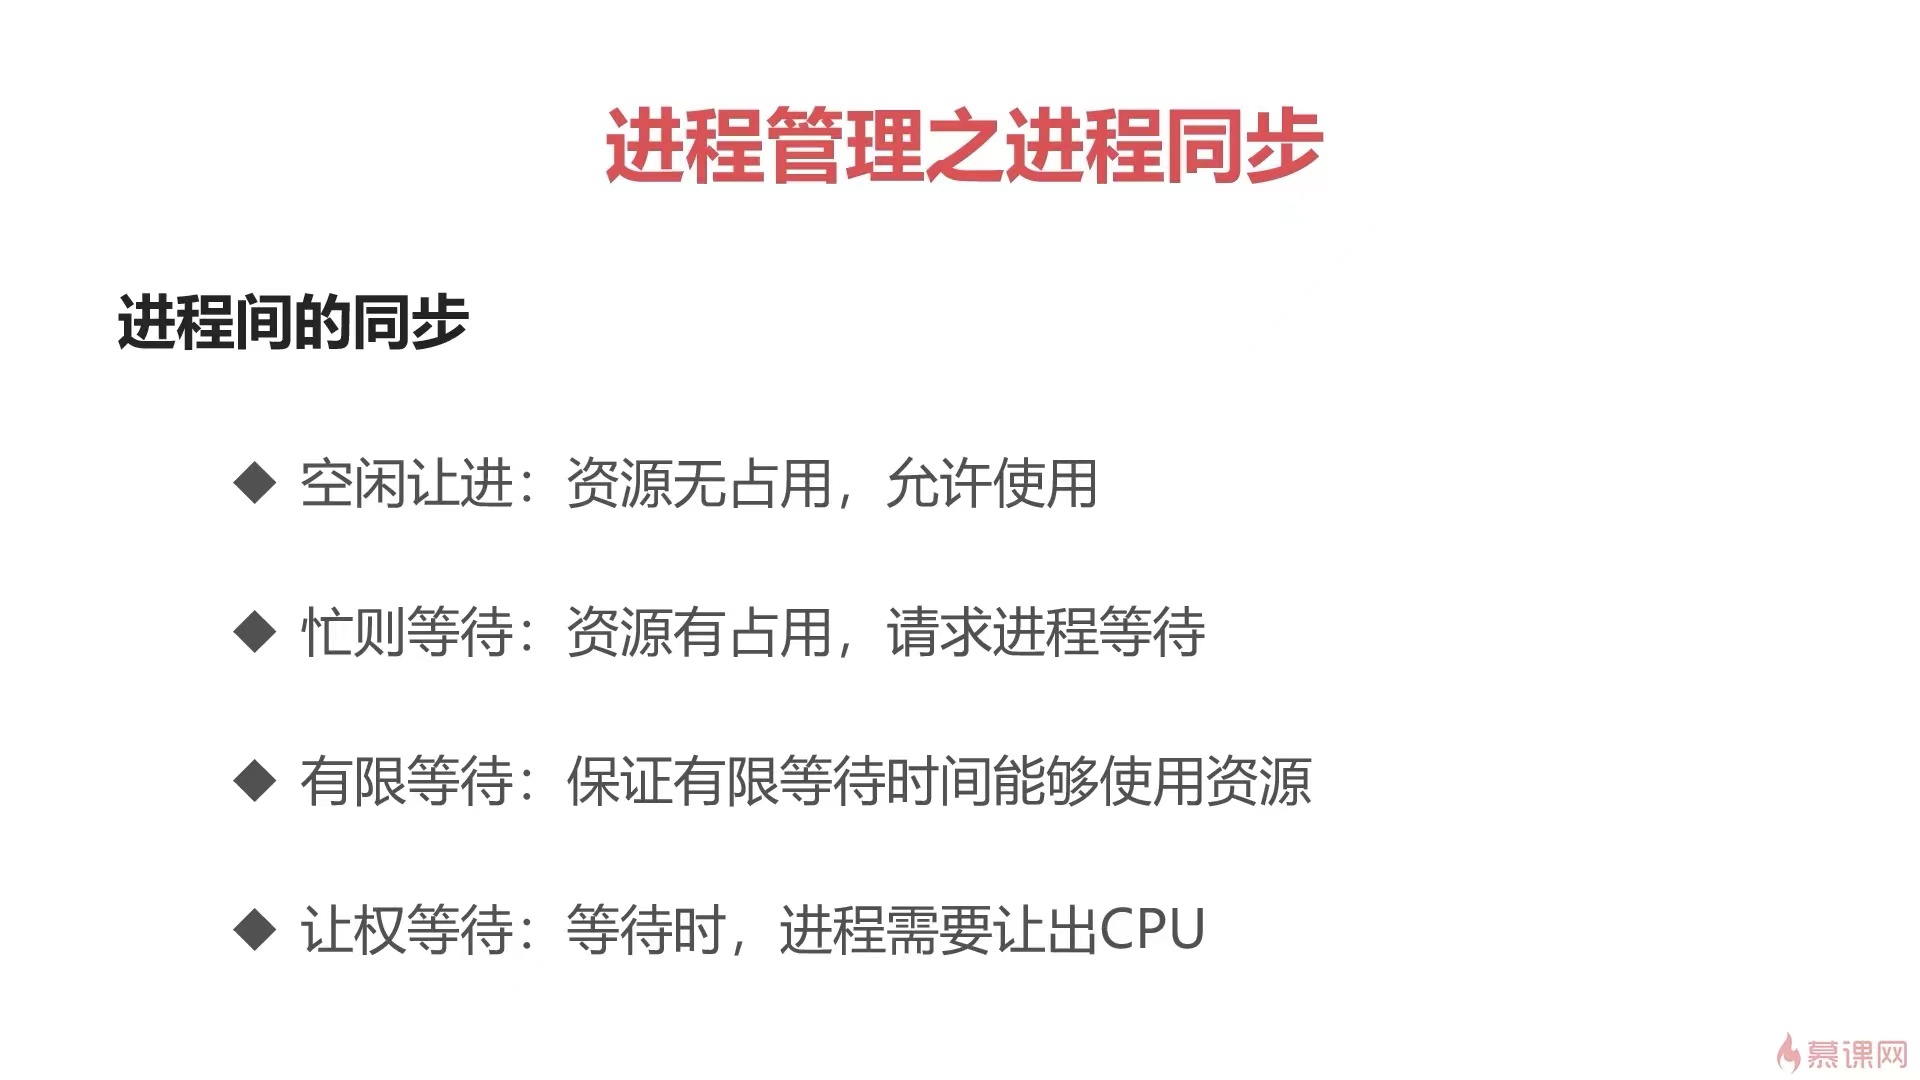 进程管理之进程同步
进程间的同步
◆ 空闲让进：资源无占用，允许使用
◆ 忙则等待：资源有占用，请求进程等待
◆ 有限等待：保证有限等待时间能够使用资源
◆ 让权等待：等待时，进程需要让出CPU
慕课网